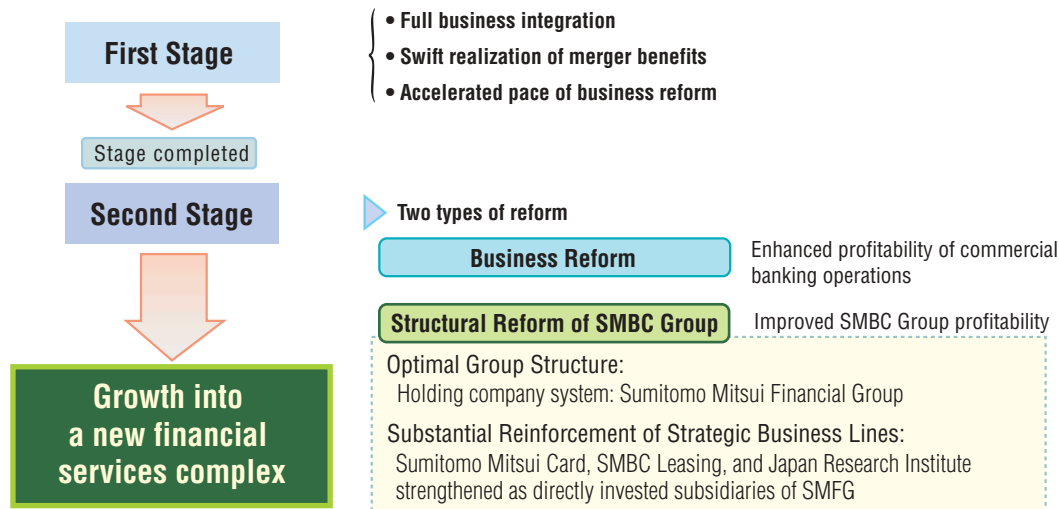 First Stage
• Full business integration
• Swift realization of merger benefits
• Accelerated pace of business reform
Stage completed
Second Stage
Two types of reform
Business Reform
Enhanced profitability of commercial
banking operations
Structural Reform of SMBC Group
Improved SMBC Group profitability
Optimal Group Structure:
Holding company system: Sumitomo Mitsui Financial Group
Substantial Reinforcement of Strategic Business Lines:
Sumitomo Mitsui Card, SMBC Leasing, and Japan Research Institute
strengthened as directly invested subsidiaries of SMFG
Growth into
a new financial
services complex